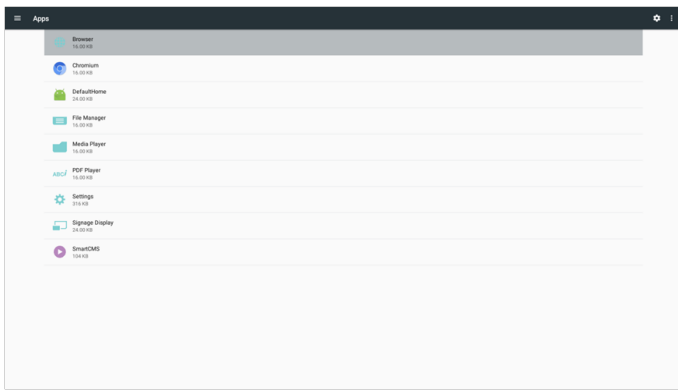 Apps
Browser
16.00 KB
Chromium
16.00 KB
DefaultHome
24.00 KB
File Manager
16.00 KB
Media Player
16.00 KB
PDF Player
16.00 KB
Settings
316 KB
Signage Display
24.00 KB
SmartCMS
104 KB